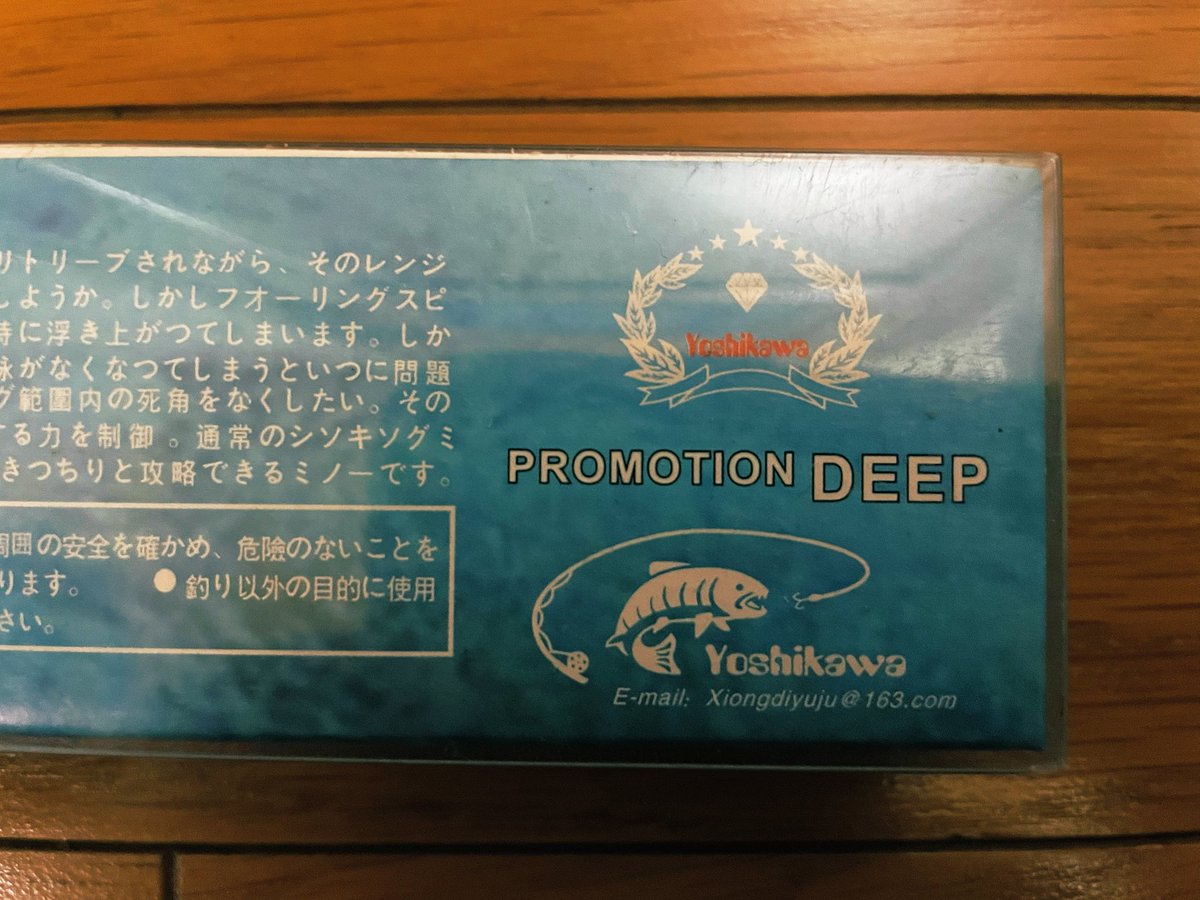 リトリーブされながら、そのレンジ
しようか。しかしフオーリングスピ
時に浮き上がつてしまいます。しか
泳がなくなつてしまうといつに問題
グ範囲内の死角をなくしたい。その
する力を制御。通常のシソキソグミ
きつちりと攻略できるミノーです。
周囲の安全を確かめ、危險のないことを
ります。 ●釣り以外の目的に使用
さい。
Yoshikawa
PROMOTION DEEP
Yoshikawa
E-mail: Xiongdiyuju@163.com